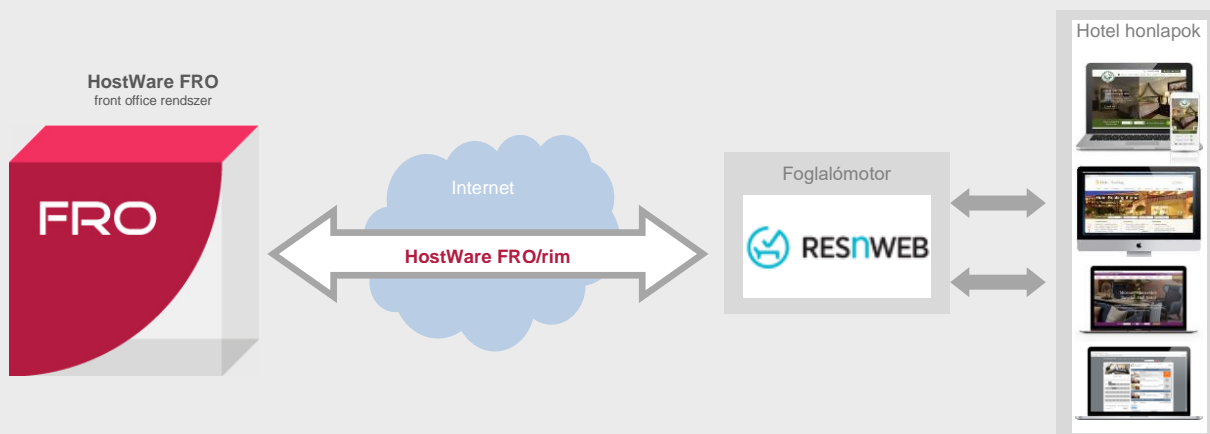 HostWare FRO
front office rendszer
FRO
Internet
HostWare FRO/rim
Foglalómotor
RESNWEB
Hotel honlapok